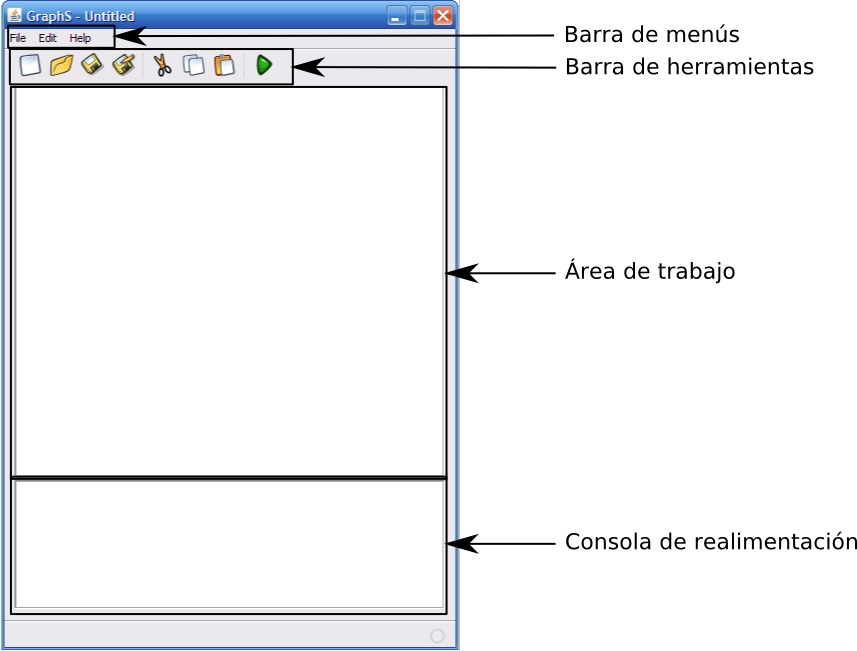 GraphS - Untitled
File Edit Help
Barra de menús
Barra de herramientas
Área de trabajo
Consola de realimentación